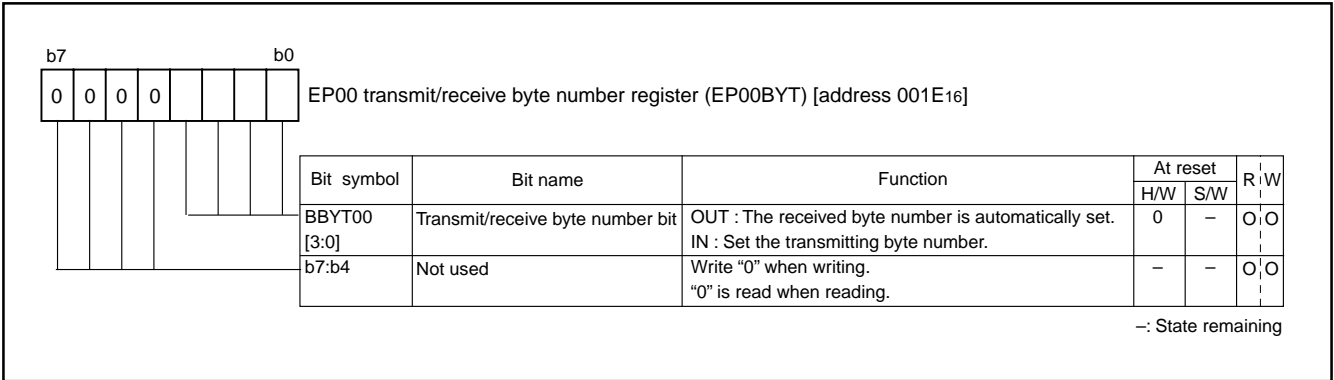 b7 b0
0 0 0 0 EP00 transmit/receive byte number register (EP00BYT) [address 001E16]
Bit symbol Bit name Function At reset R W
H/W S/W
BBYT00 Transmit/receive byte number bit OUT : The received byte number is automatically set. 0 – O O
[3:0] IN : Set the transmitting byte number.
b7:b4 Not used Write “0” when writing. – – O O
“0” is read when reading.
–: State remaining